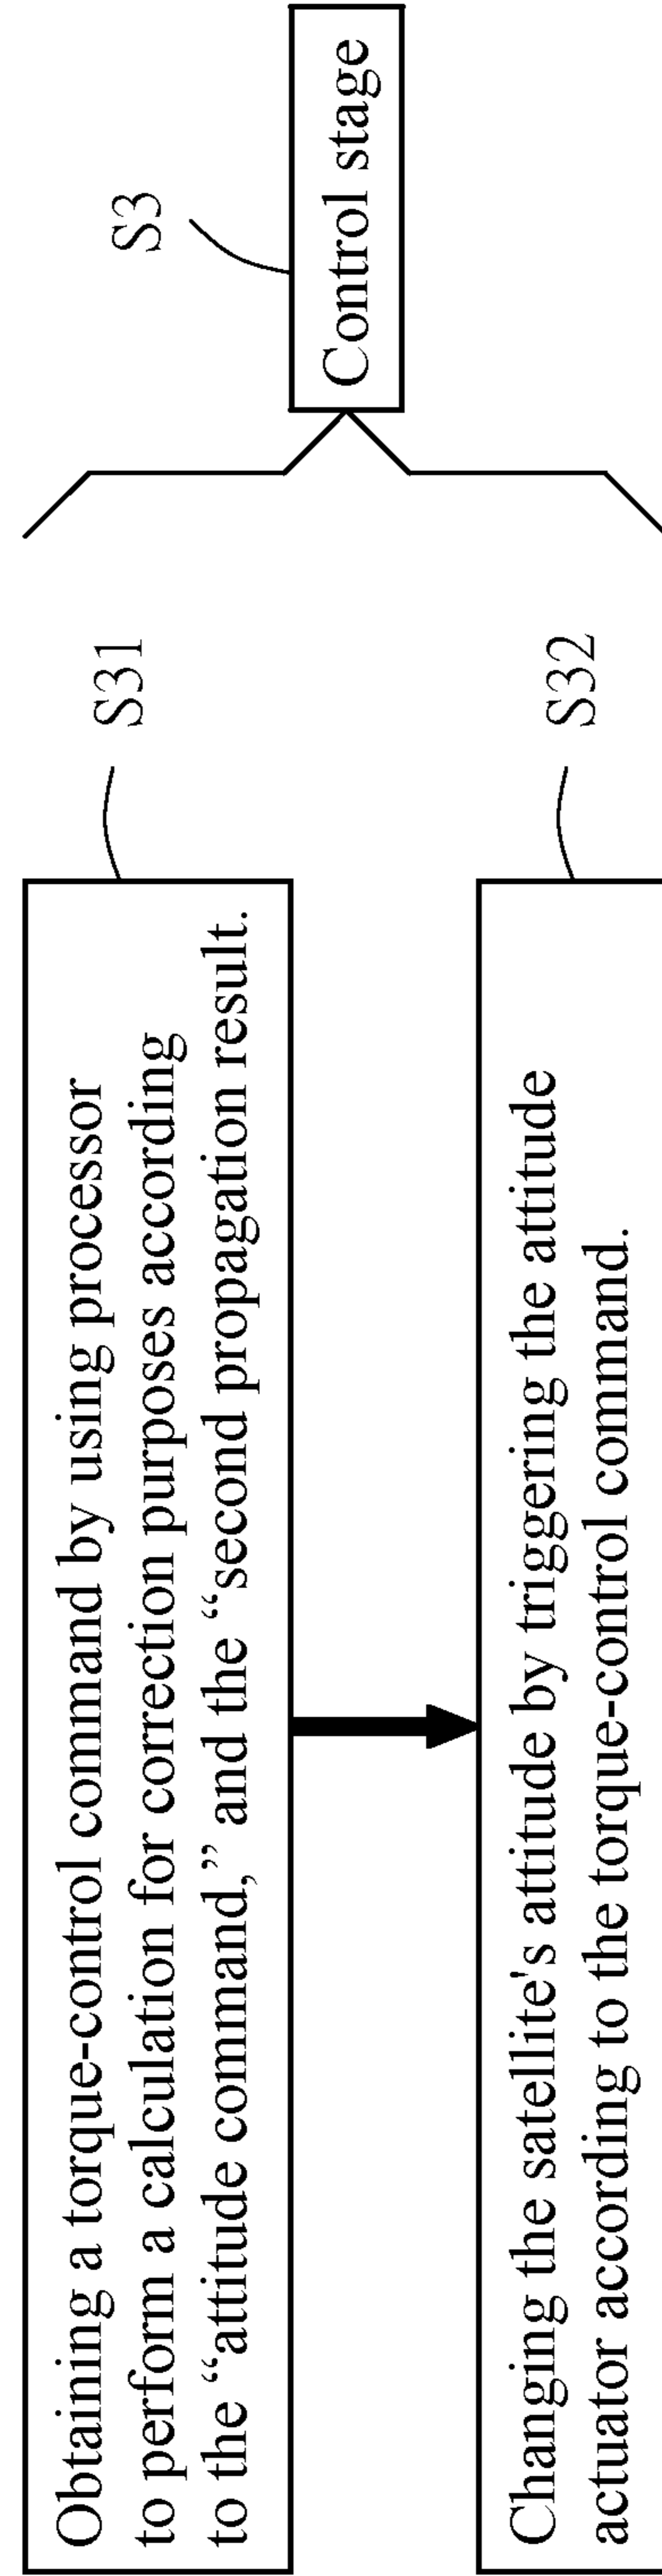 Obtaining a torque-control command by using processor
to perform a calculation for correction purposes according
to the “attitude command,” and the “second propagation result.
S31
Changing the satellite's attitude by triggering the attitude
actuator according to the torque-control command.
S32
Control stage
S3